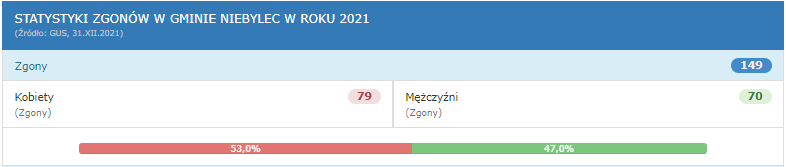 STATYSTYKI ZGONÓW W GMINIE NIEBYLEC W ROKU 2021
(Źródło: GUS, 31.XII.2021)
Zgony 149
Kobiety 79 Mężczyźni 70
(Zgony) (Zgony)
53,0% 47,0%